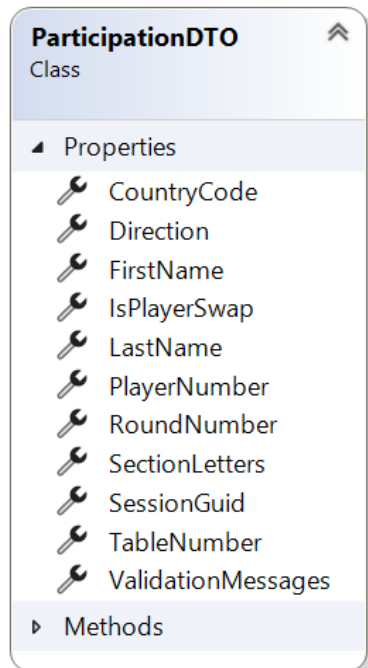 ParticipationDTO
Class
Properties
CountryCode
Direction
FirstName
IsPlayerSwap
LastName
PlayerNumber
RoundNumber
SectionLetters
SessionGuid
TableNumber
ValidationMessages
Methods